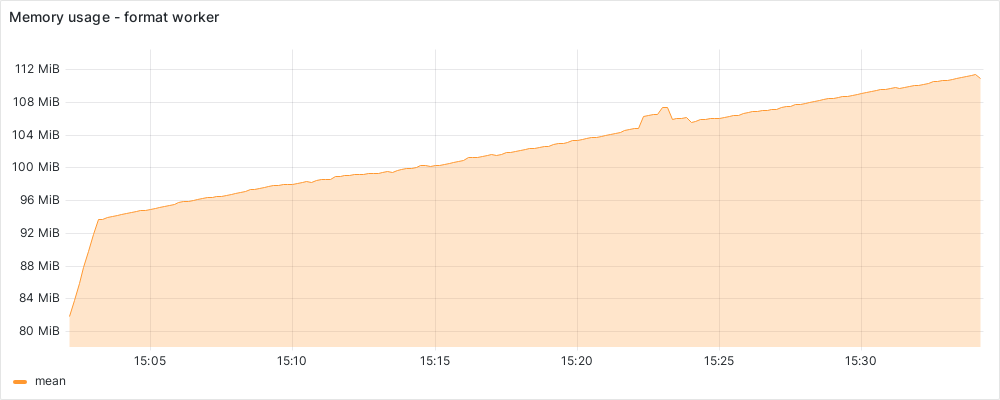 Memory usage - format worker
112 MiB
108 MiB
104 MiB
100 MiB
96 MiB
92 MiB
88 MiB
84 MiB
80 MiB
15:05 15:10 15:15 15:20 15:25 15:30
mean